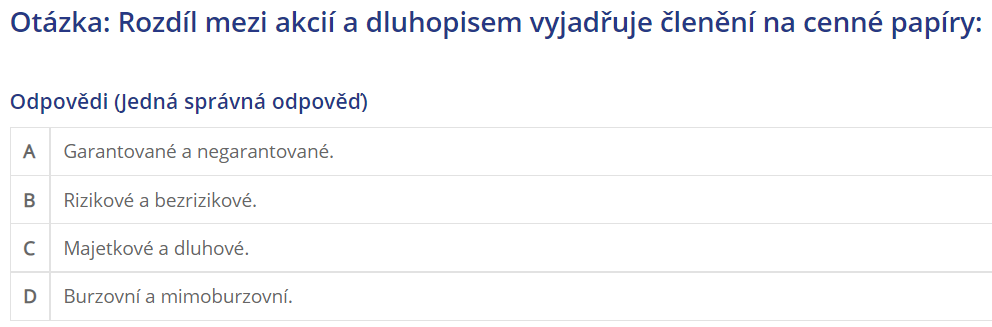 Otázka: Rozdíl mezi akcií a dluhopisem vyjadřuje členění na cenné papíry:
Odpovědi (Jedná správná odpověď)
A Garantované a negarantované.
B Rizikové a bezrizikové.
C Majetkové a dluhové.
D Burzovní a mimoburzovní.